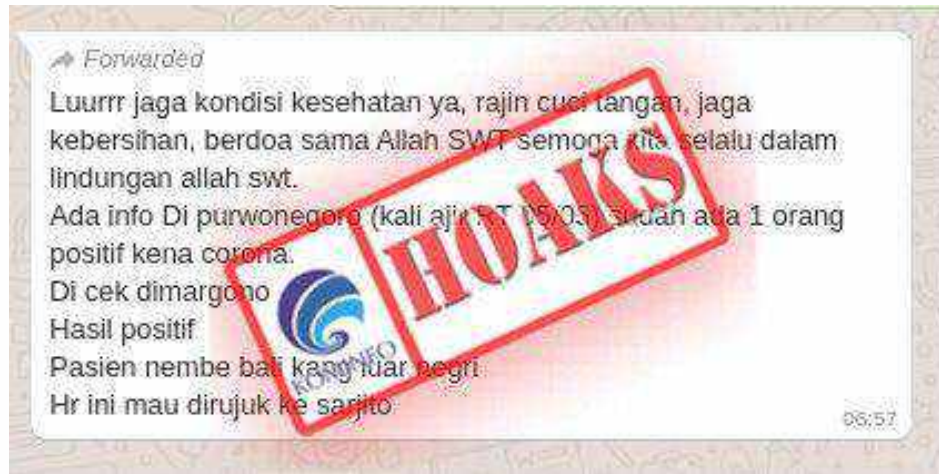 Forwarded
Luurrr jaga kondisi kesehatan ya, rajin cuci tangan, jaga
kebersihan, berdoa sama Allah SWT semoga kita selalu dalam
lindungan allah swt.
Ada info Di purwonegoro (kali ajir RT 05/03) sudah ada 1 orang
positif kena corona.
Di cek dimargono
Hasil positif
Pasien nembe bali kang luar negri
Hr ini mau dirujuk ke sarjito
06:57
HOAKS
KOMINFO